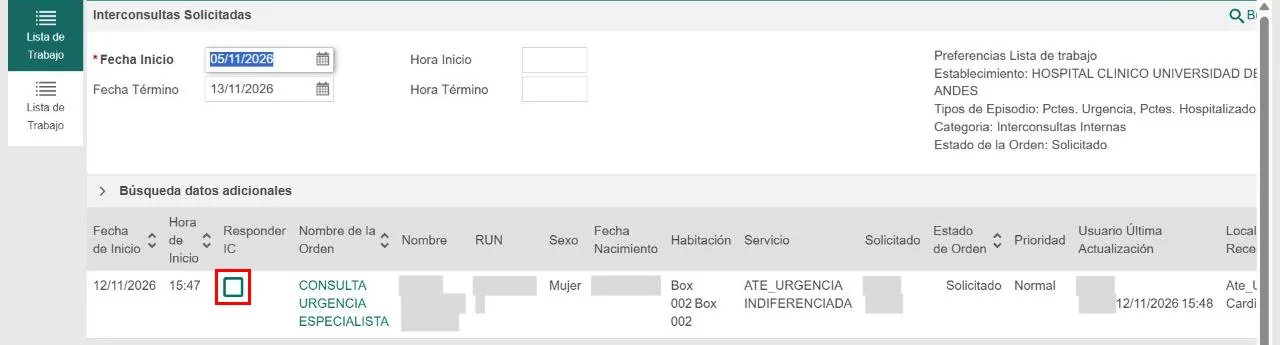 Lista de
Trabajo
Lista de
Trabajo
Interconsultas Solicitadas
* Fecha Inicio 05/11/2026 Hora Inicio
Fecha Término 13/11/2026 Hora Término
Preferencias Lista de trabajo
Establecimiento: HOSPITAL CLINICO UNIVERSIDAD DE
ANDES
Tipos de Episodio: Pctes. Urgencia, Pctes. Hospitalizado
Categoria: Interconsultas Internas
Estado de la Orden: Solicitado
Búsqueda datos adicionales
Fecha de Inicio
Hora de Inicio
Responder IC
Nombre de la Orden
Nombre
RUN
Sexo
Fecha Nacimiento
Habitación
Servicio
Solicitado
Estado de Orden
Prioridad
Usuario Última Actualización
Local
Rece
12/11/2026
15:47
CONSULTA
URGENCIA
ESPECIALISTA
Mujer
Box
002 Box
002
ATE_URGENCIA
INDIFERENCIADA
Solicitado
Normal
12/11/2026 15:48
Ate_U
Cardi